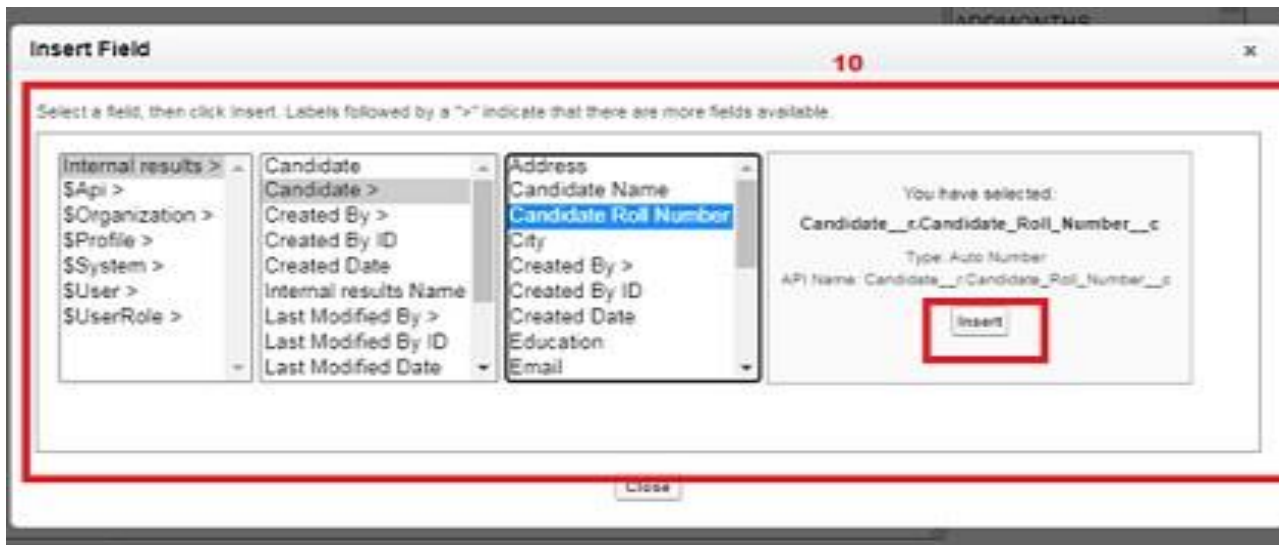 ADDMONTHS
Insert Field
x
10
Select a field, then click Insert. Labels followed by a ">" indicate that there are more fields available.
Internal results >
$Api >
$Organization >
$Profile >
$System >
$User >
$UserRole >
Candidate
Candidate >
Created By >
Created By ID
Created Date
Internal results Name
Last Modified By >
Last Modified By ID
Last Modified Date
Address
Candidate Name
Candidate Roll Number
City
Created By >
Created By ID
Created Date
Education
Email
You have selected:
Candidate__r.Candidate_Roll_Number__c
Type: Auto Number
API Name: Candidate__r.Candidate_Roll_Number__c
Insert
Close